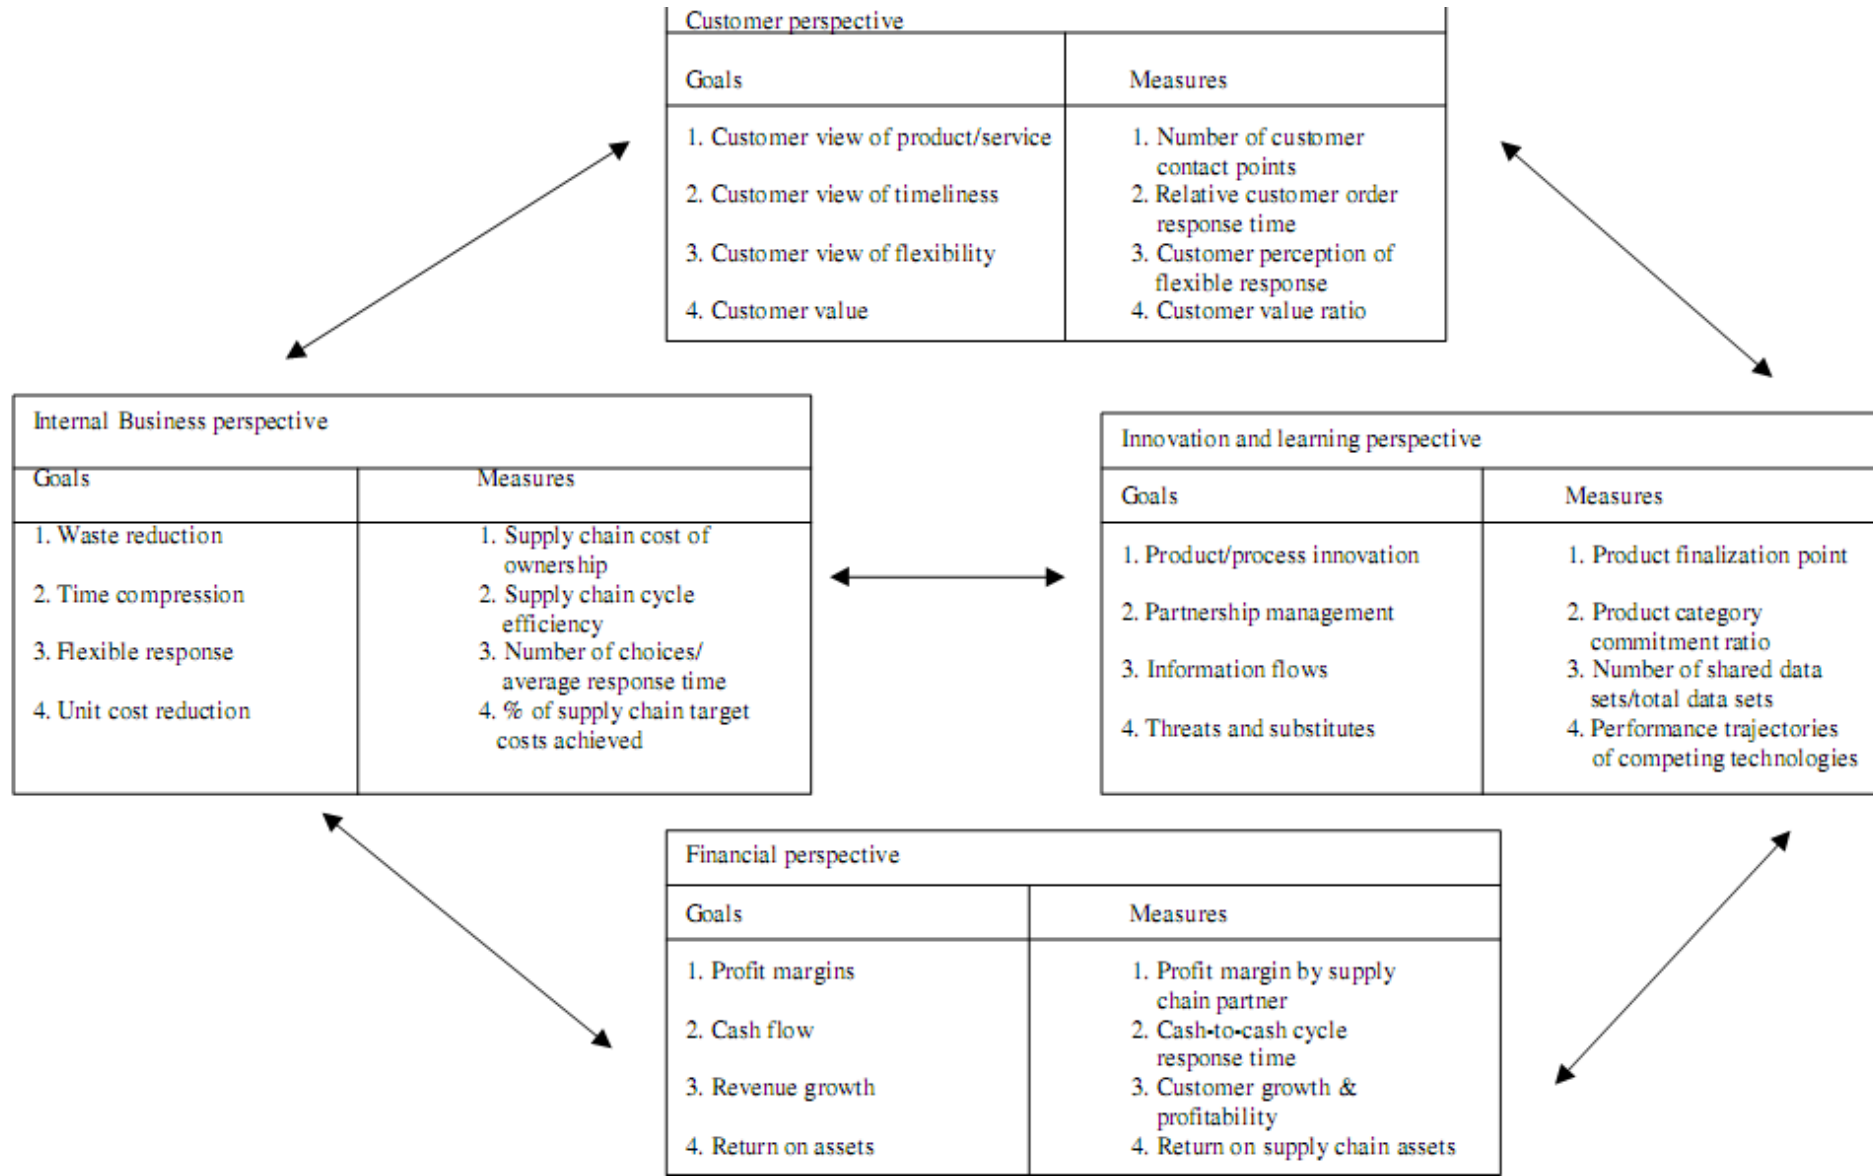 Customer perspective
Goals
Measures
1. Customer view of product/service
1. Number of customer
contact points
2. Customer view of timeliness
2. Relative customer order
response time
3. Customer view of flexibility
3. Customer perception of
flexible response
4. Customer value
4. Customer value ratio
Internal Business perspective
Goals
Measures
1. Waste reduction
1. Supply chain cost of
ownership
2. Time compression
2. Supply chain cycle
efficiency
3. Flexible response
3. Number of choices/
average response time
4. Unit cost reduction
4. % of supply chain target
costs achieved
Innovation and learning perspective
Goals
Measures
1. Product/process innovation
1. Product finalization point
2. Partnership management
2. Product category
commitment ratio
3. Information flows
3. Number of shared data
sets/total data sets
4. Threats and substitutes
4. Performance trajectories
of competing technologies
Financial perspective
Goals
Measures
1. Profit margins
1. Profit margin by supply
chain partner
2. Cash flow
2. Cash-to-cash cycle
response time
3. Revenue growth
3. Customer growth &
profitability
4. Return on assets
4. Return on supply chain assets